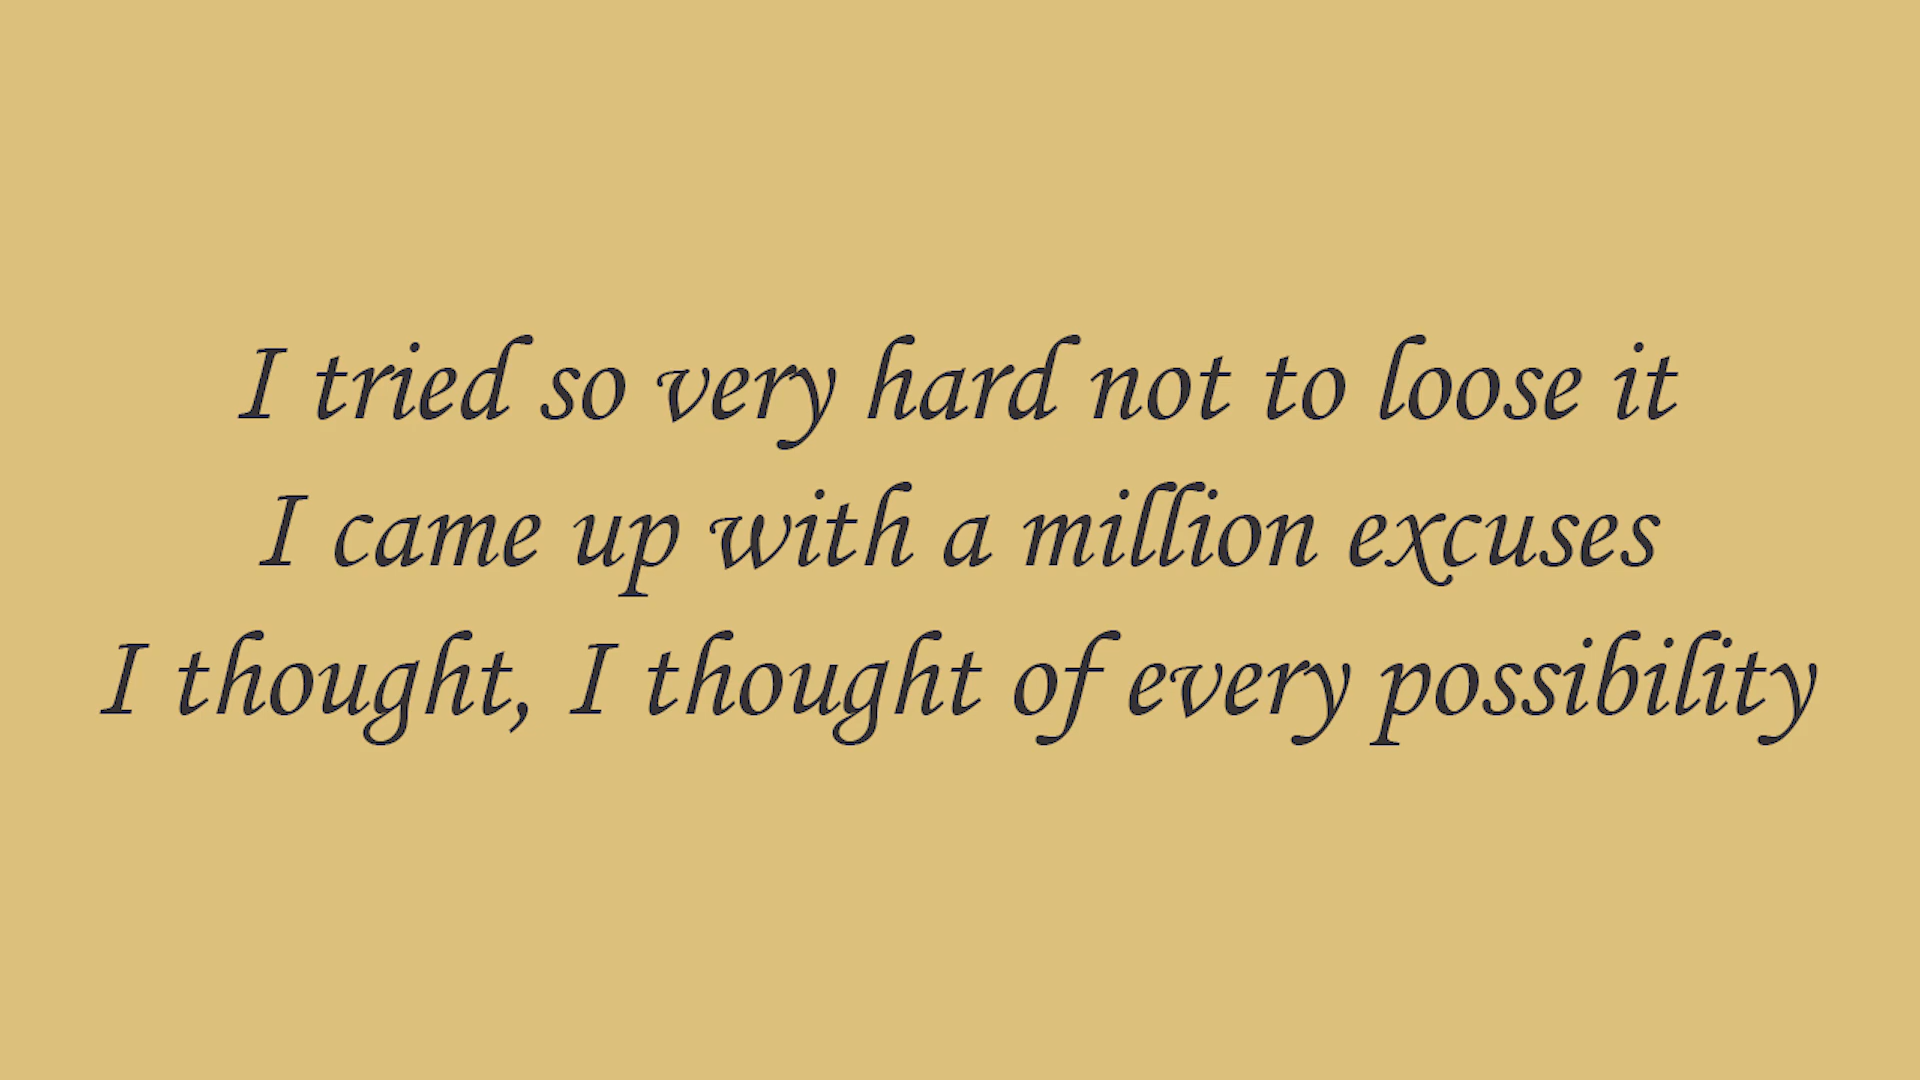 I tried so very hard not to loose it
I came up with a million excuses
I thought, I thought of every possibility